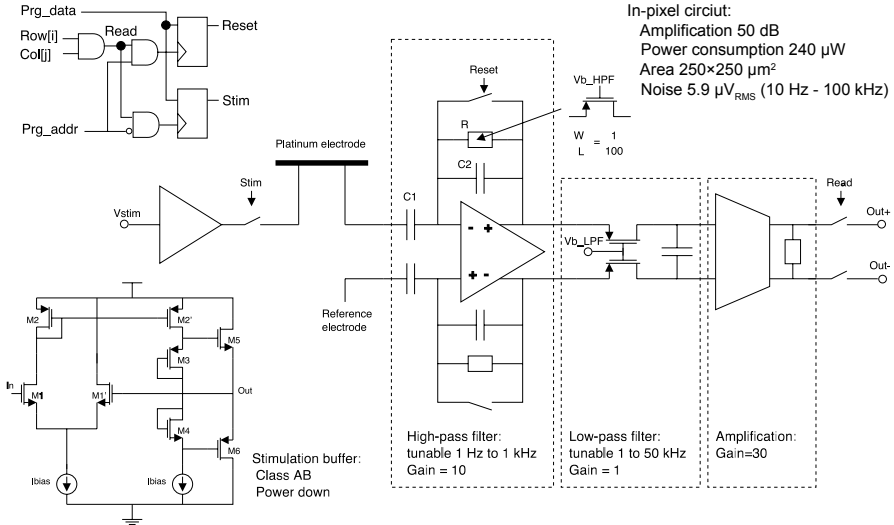 Prg_data
Row[i]
Col[j]
Read
Reset
Stim
Prg_addr
In-pixel circiut:
Amplification 50 dB
Power consumption 240 µW
Area 250×250 µm²
Noise 5.9 µVRMS (10 Hz - 100 kHz)
Reset
Vb_HPF
R
W = 1
L 100
C2
Platinum electrode
C1
Stim
Vstim
- +
+ -
Reference
electrode
Vb_LPF
Read
Out+
Out-
M2
M2'
M5
M3
In
M1
M1'
Out
M4
M6
Ibias
Ibias
Stimulation buffer:
Class AB
Power down
High-pass filter:
tunable 1 Hz to 1 kHz
Gain = 10
Low-pass filter:
tunable 1 to 50 kHz
Gain = 1
Amplification:
Gain=30